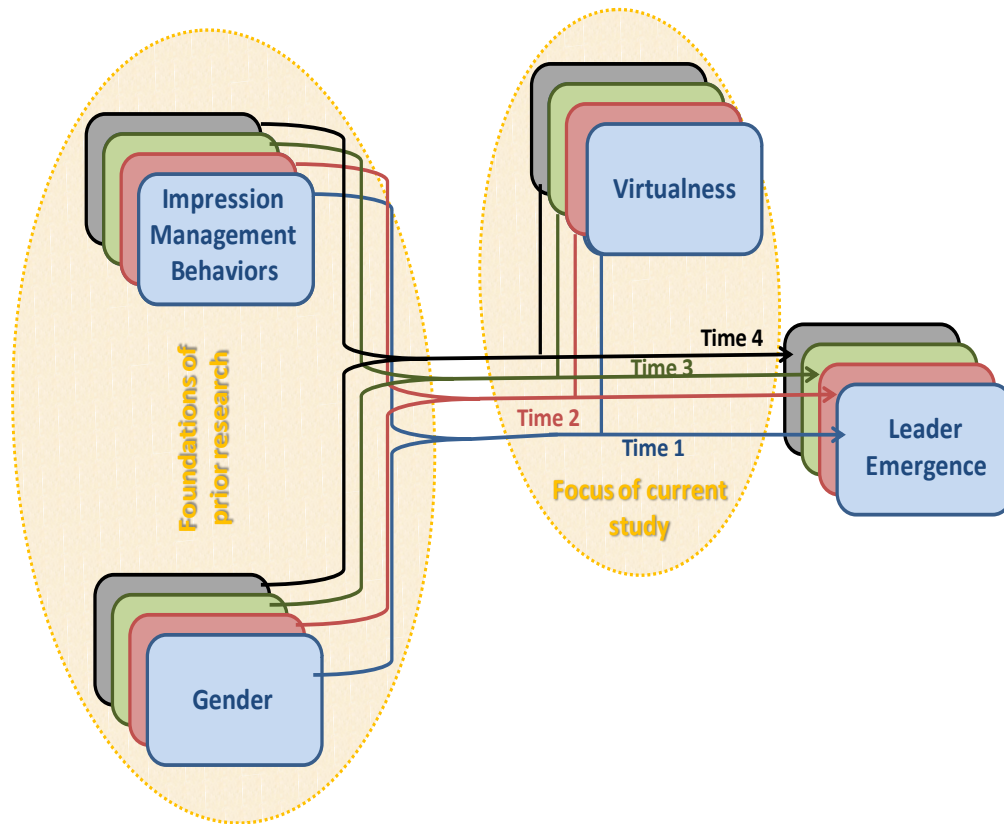 Impression
Management
Behaviors
Virtualness
Foundations of
prior research
Time 4
Time 3
Time 2
Time 1
Leader
Emergence
Focus of current
study
Gender